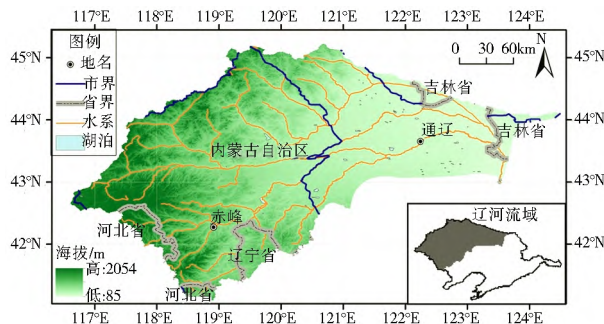 117°E 118°E 119°E 120°E 121°E 122°E 123°E 124°E
45°N
44°N
43°N
42°N
45°N
44°N
43°N
42°N
图例
地名
市界
省界
水系
湖泊
0 30 60km
N
吉林省
吉林省
通辽
内蒙古自治区
赤峰
河北省
辽宁省
河北省
海拔/m
高:2054
低:85
辽河流域
117°E 118°E 119°E 120°E 121°E 122°E 123°E 124°E